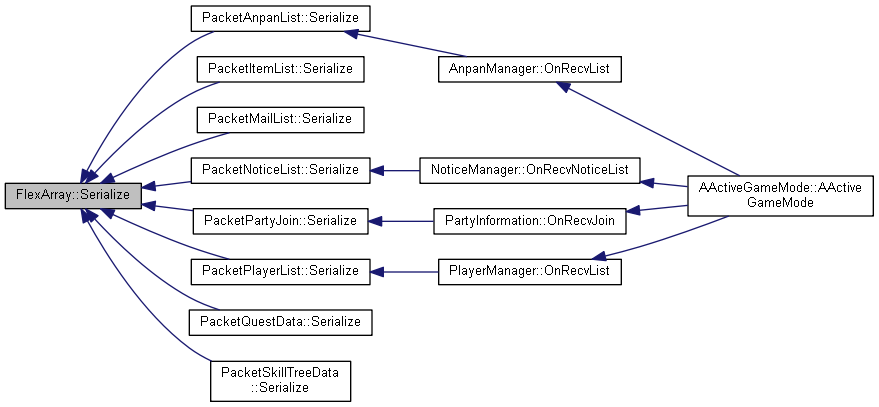 PacketAnpanList::Serialize
PacketItemList::Serialize
AnpanManager::OnRecvList
PacketMailList::Serialize
PacketNoticeList::Serialize
NoticeManager::OnRecvNoticeList
FlexArray::Serialize
AActiveGameMode::AActive
GameMode
PacketPartyJoin::Serialize
PartyInformation::OnRecvJoin
PacketPlayerList::Serialize
PlayerManager::OnRecvList
PacketQuestData::Serialize
PacketSkillTreeData
::Serialize